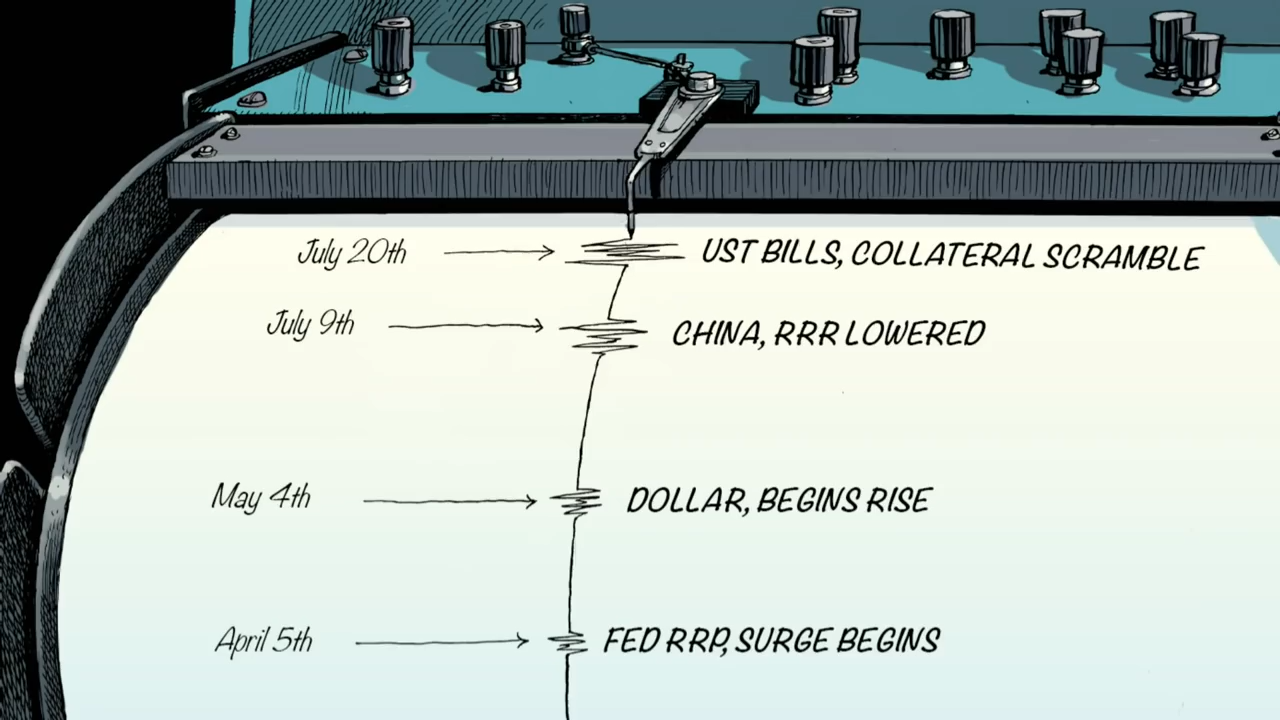 July 20th UST BILLS, COLLATERAL SCRAMBLE
July 9th CHINA, RRR LOWERED
May 4th DOLLAR, BEGINS RISE
April 5th FED RRP, SURGE BEGINS